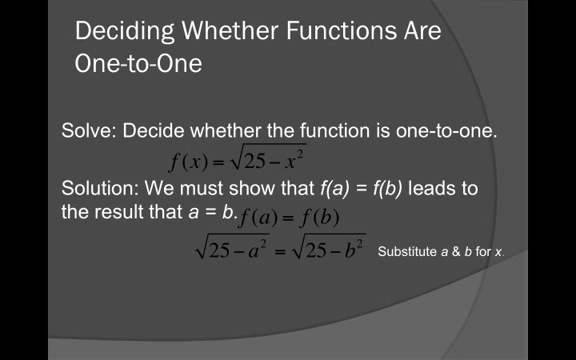 Deciding Whether Functions Are
One-to-One
Solve: Decide whether the function is one-to-one.
f(x) = √25 − x²
Solution: We must show that f(a) = f(b) leads to
the result that a = b. f(a) = f(b)
√25 − a² = √25 − b² Substitute a & b for x.